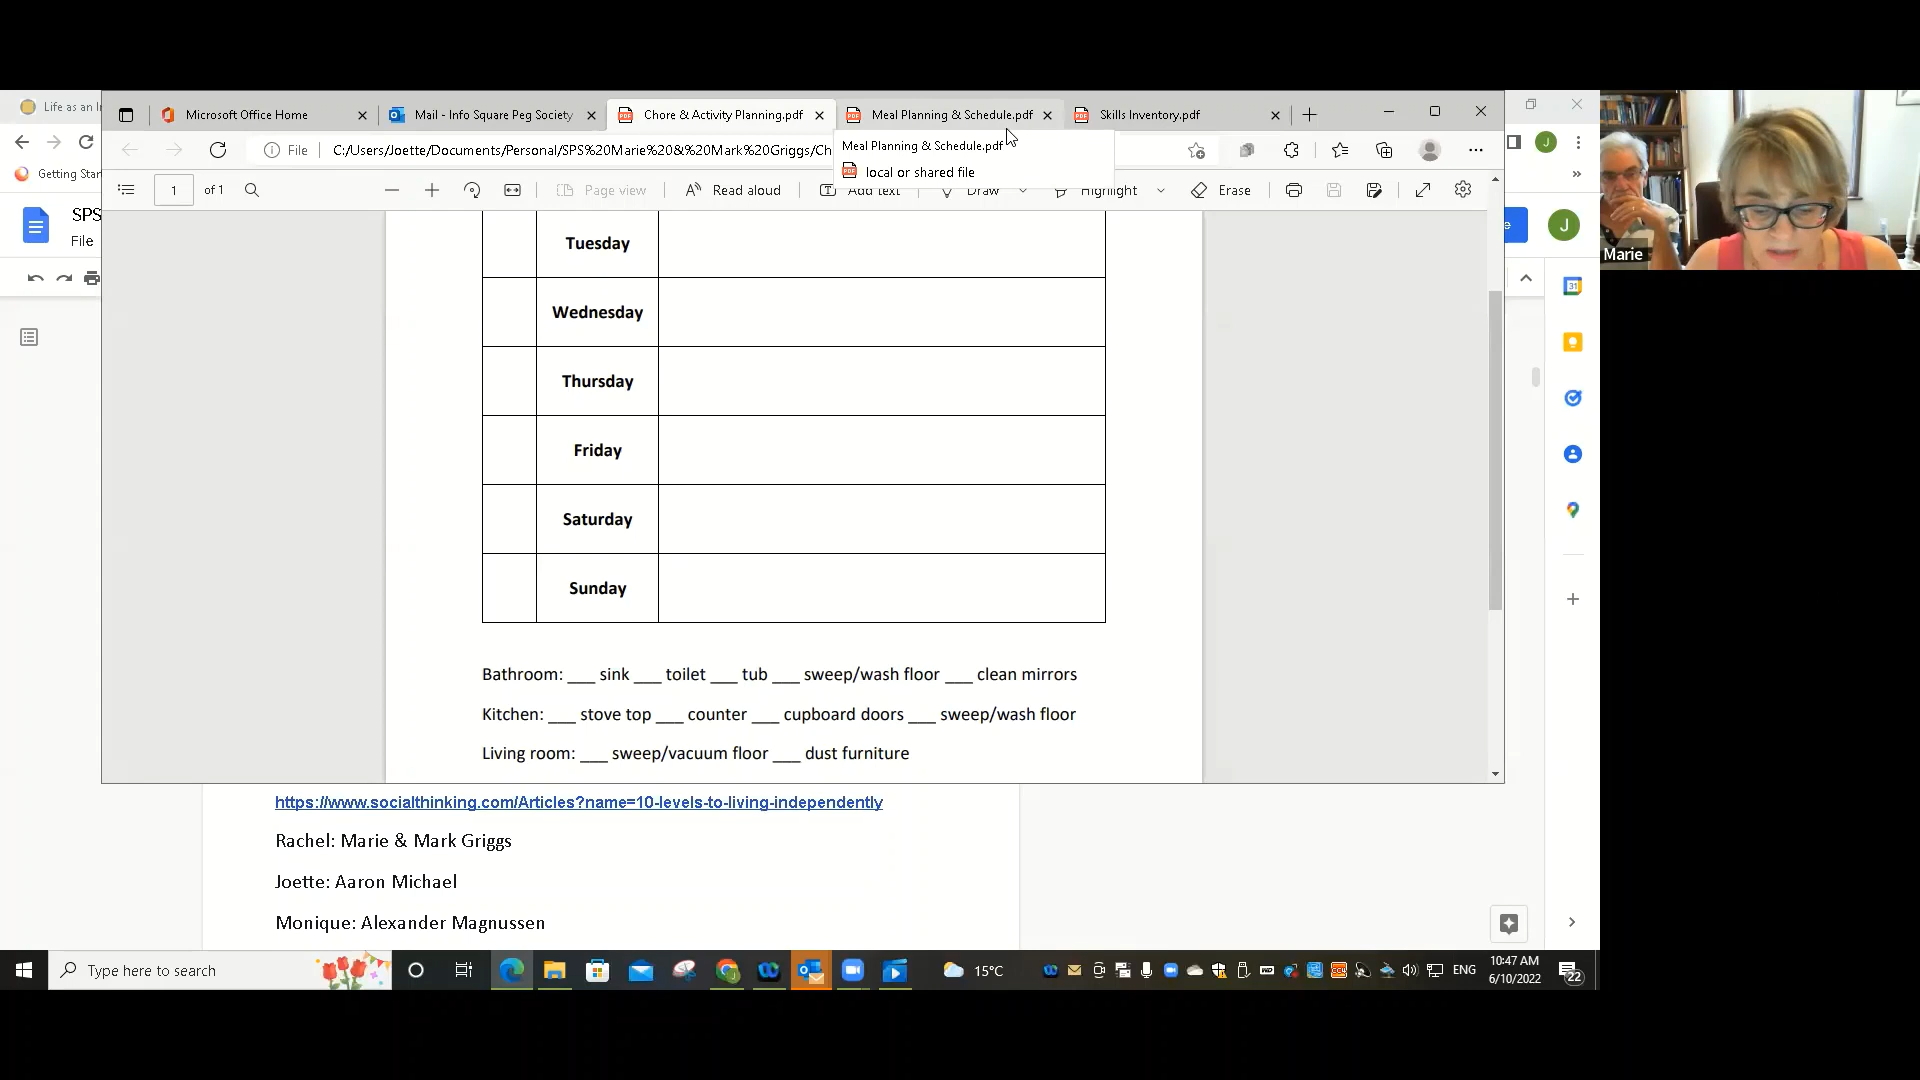 Life as an I
Microsoft Office Home
Mail - Info Square Peg Society
Chore & Activity Planning.pdf
Meal Planning & Schedule.pdf
Skills Inventory.pdf
Getting Star
File
C:/Users/Joette/Documents/Personal/SPS%20Marie%20&%20Mark%20Griggs/Ch
Meal Planning & Schedule.pdf
local or shared file
J
1
of 1
Page view
Read aloud
Add text
Draw
Highlight
Erase
SPS
File
e
J
Marie
Tuesday
Wednesday
Thursday
Friday
Saturday
Sunday
Bathroom: ___ sink ___ toilet ___ tub ___ sweep/wash floor ___ clean mirrors
Kitchen: ___ stove top ___ counter ___ cupboard doors ___ sweep/wash floor
Living room: ___ sweep/vacuum floor ___ dust furniture
https://www.socialthinking.com/Articles?name=10-levels-to-living-independently
Rachel: Marie & Mark Griggs
Joette: Aaron Michael
Monique: Alexander Magnussen
Type here to search
15°C
ENG
10:47 AM
6/10/2022
22